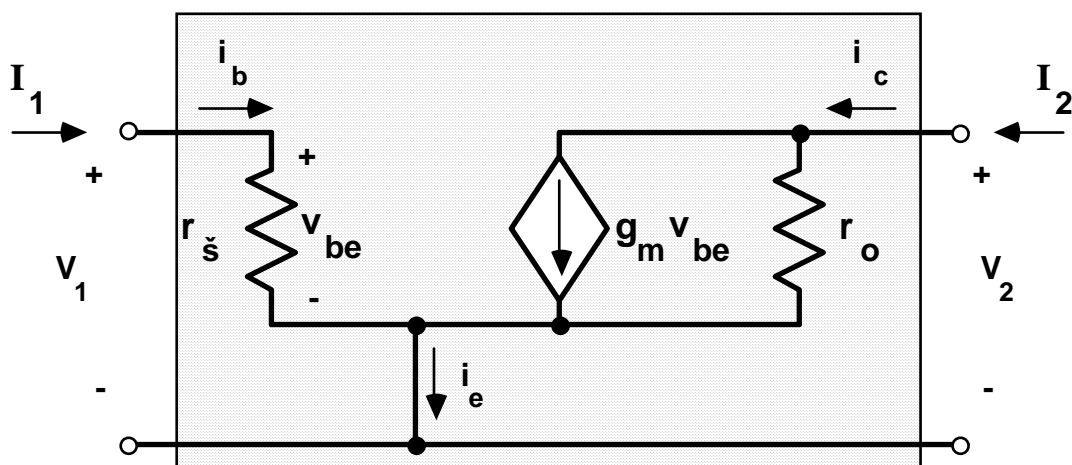 I1
ib
ic
I2
+
+
+
rš
vbe
gm vbe
ro
V1
V2
-
-
ie
-